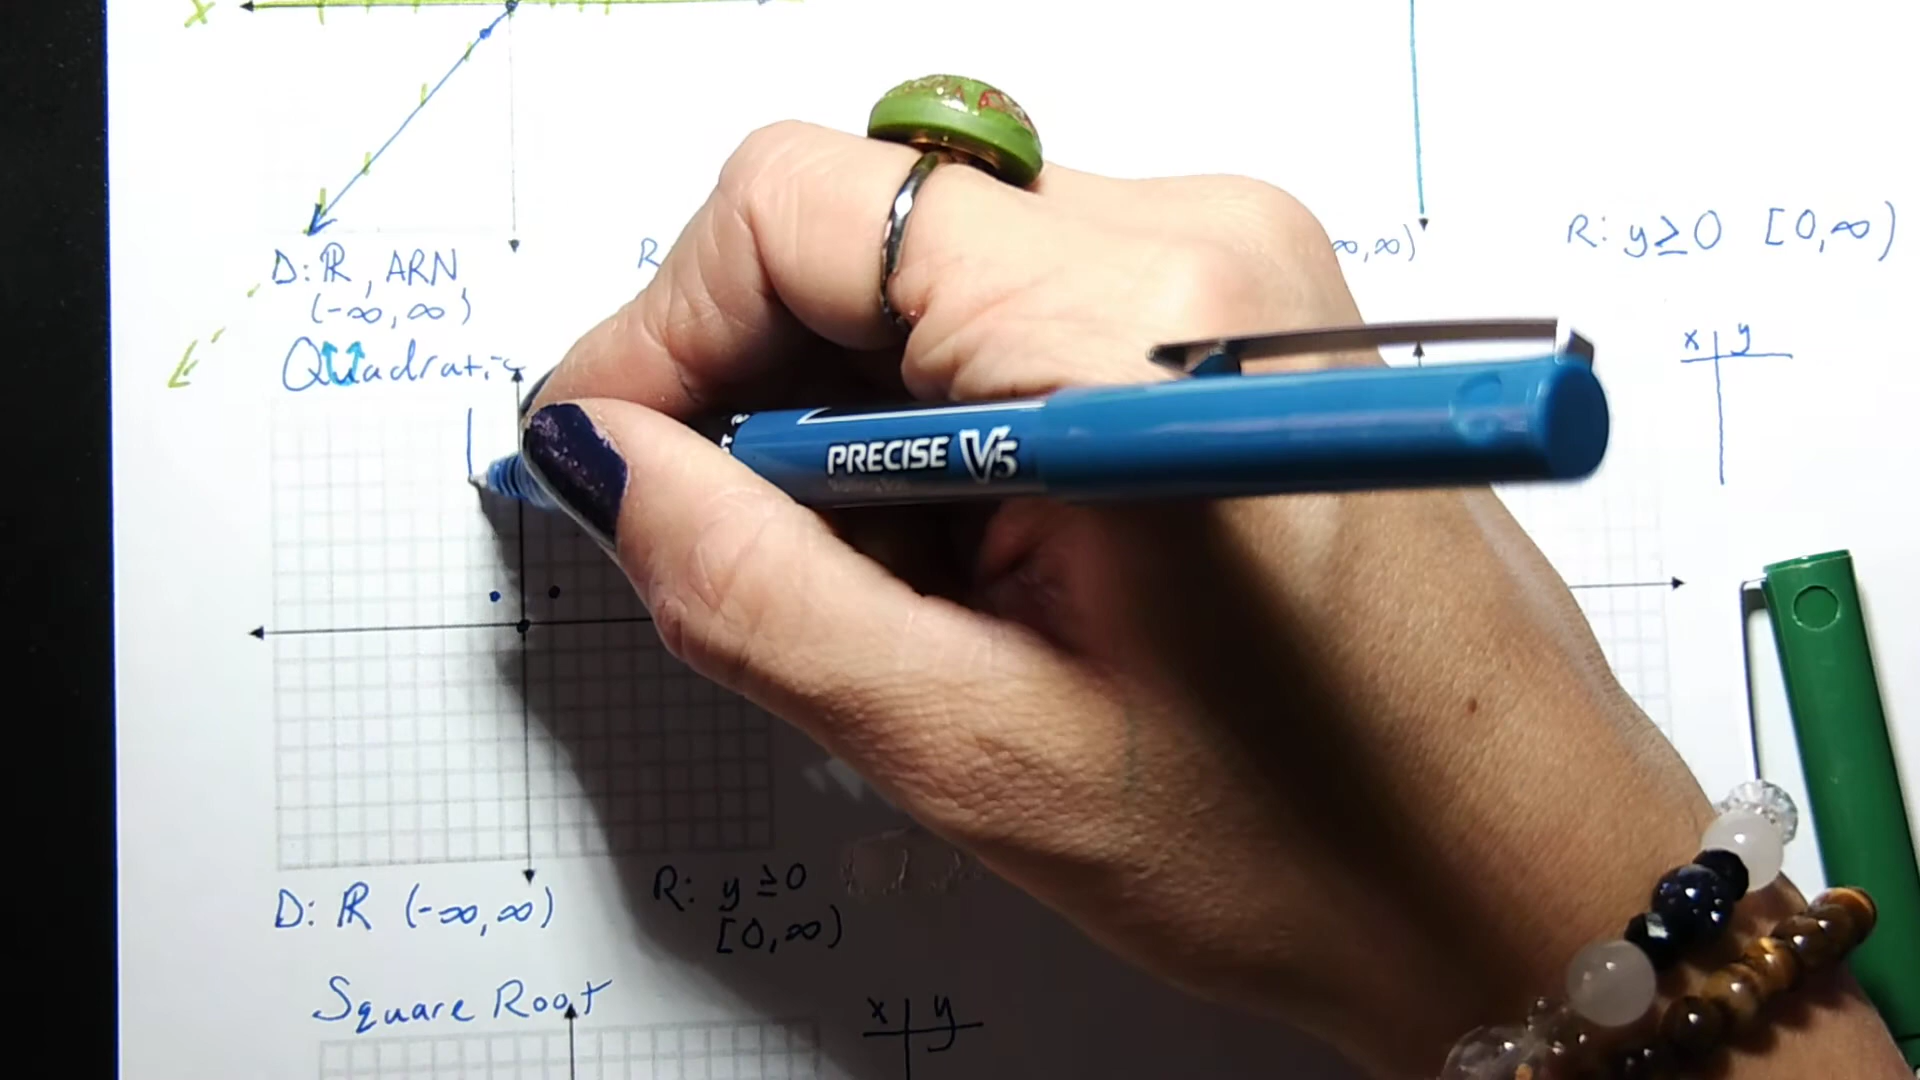 x
D: ℝ, ARN,
(-∞, ∞)
R
∞,∞)
R: y≥0 [0,∞)
Quadratic
x y
PRECISE V5
D: ℝ (-∞,∞)
R: y≥0
[0,∞)
Square Root
x y